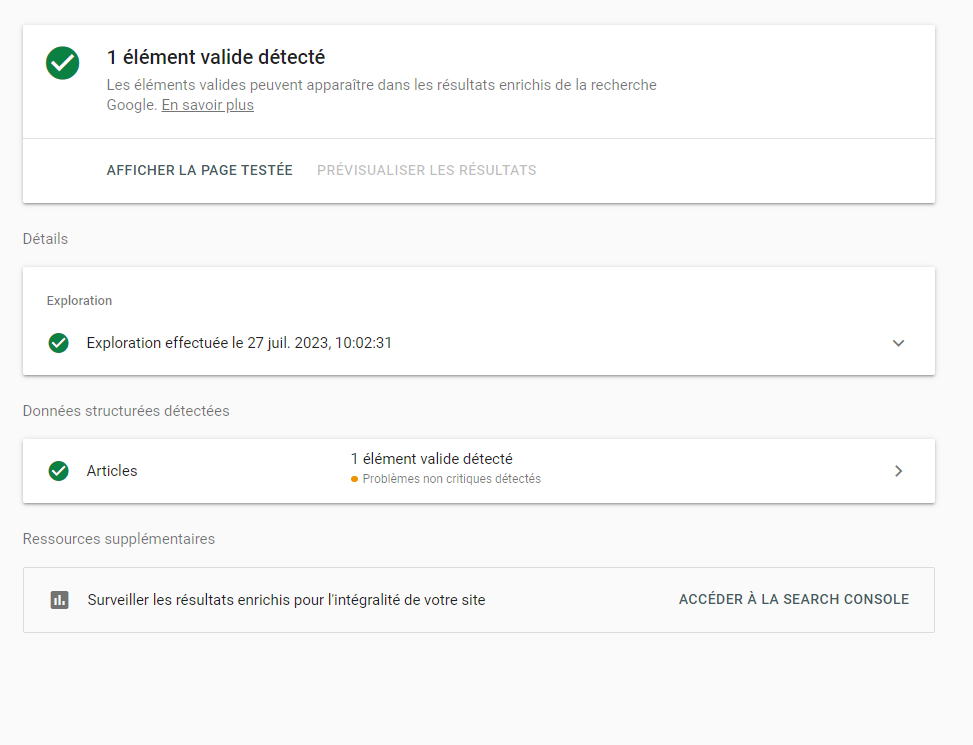 1 élément valide détecté
Les éléments valides peuvent apparaître dans les résultats enrichis de la recherche
Google. En savoir plus
AFFICHER LA PAGE TESTÉE PRÉVISUALISER LES RÉSULTATS
Détails
Exploration
Exploration effectuée le 27 juil. 2023, 10:02:31
Données structurées détectées
Articles
1 élément valide détecté
Problèmes non critiques détectés
Ressources supplémentaires
Surveiller les résultats enrichis pour l'intégralité de votre site ACCÉDER À LA SEARCH CONSOLE